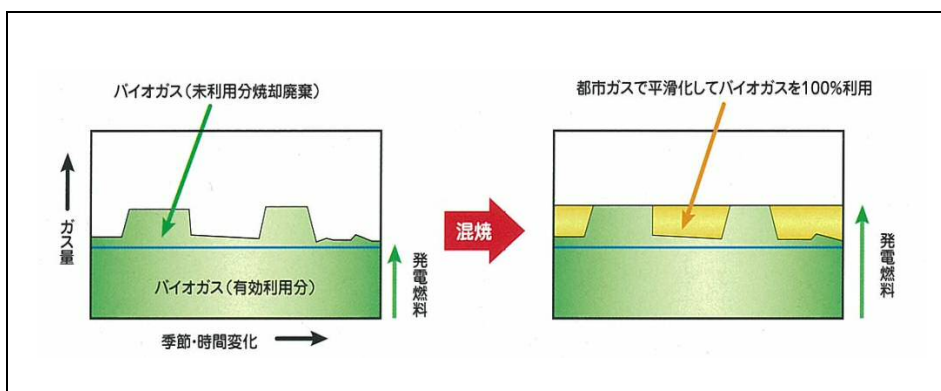 バイオガス(未利用分焼却廃棄)
ガス量
バイオガス(有効利用分)
発電燃料
季節・時間変化
混焼
都市ガスで平滑化してバイオガスを100%利用
発電燃料